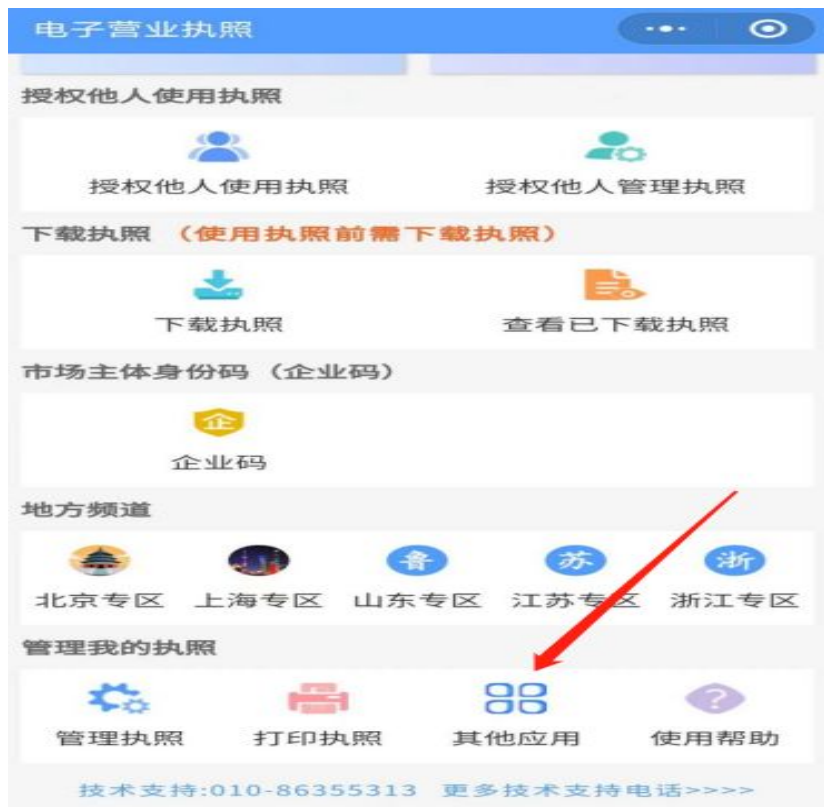 电子营业执照
授权他人使用执照
授权他人使用执照 授权他人管理执照
下载执照 （使用执照前需下载执照）
下载执照 查看已下载执照
市场主体身份码（企业码）
企
企业码
地方频道
鲁 苏 浙
北京专区 上海专区 山东专区 江苏专区 浙江专区
管理我的执照
?
管理执照 打印执照 其他应用 使用帮助
技术支持:010-86355313 更多技术支持电话>>>>